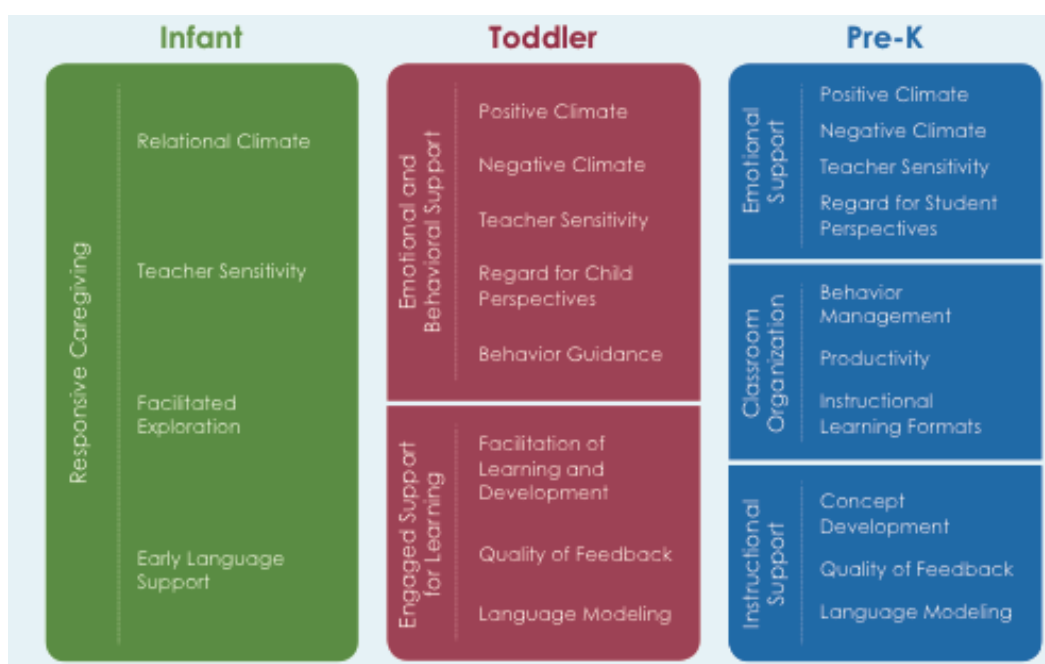 Infant
Responsive Caregiving
Relational Climate
Teacher Sensitivity
Facilitated
Exploration
Early Language
Support
Toddler
Emotional and
Behavioral Support
Positive Climate
Negative Climate
Teacher Sensitivity
Regard for Child
Perspectives
Behavior Guidance
Engaged Support
for Learning
Facilitation of
Learning and
Development
Quality of Feedback
Language Modeling
Pre-K
Emotional
Support
Positive Climate
Negative Climate
Teacher Sensitivity
Regard for Student
Perspectives
Classroom
Organization
Behavior
Management
Productivity
Instructional
Learning Formats
Instructional
Support
Concept
Development
Quality of Feedback
Language Modeling